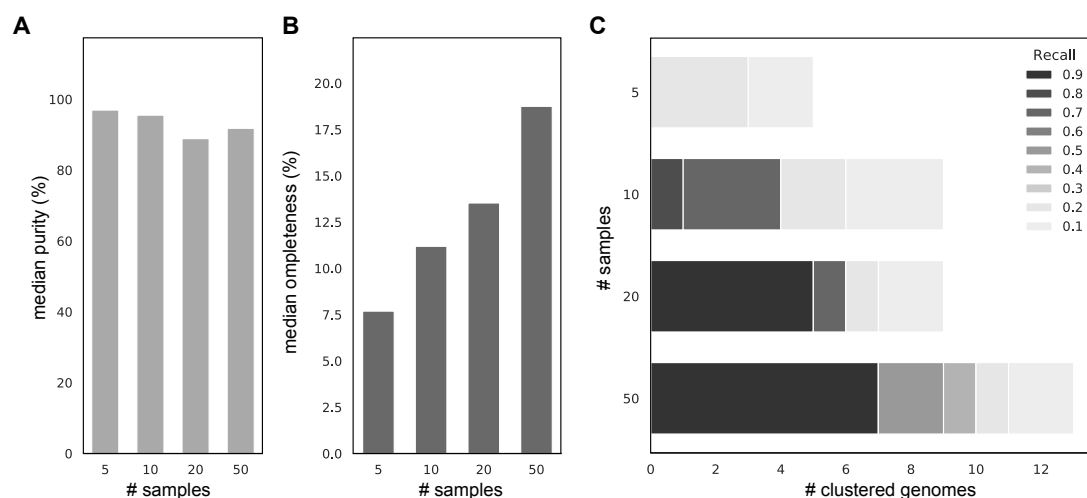 A
100
80
60
40
20
0
median purity (%)
5 10 20 50
# samples
B
20.0
17.5
15.0
12.5
10.0
7.5
5.0
2.5
0.0
median ompleteness (%)
5 10 20 50
# samples
C
Recall
0.9
0.8
0.7
0.6
0.5
0.4
0.3
0.2
0.1
5
10
20
50
# samples
0 2 4 6 8 10 12
# clustered genomes